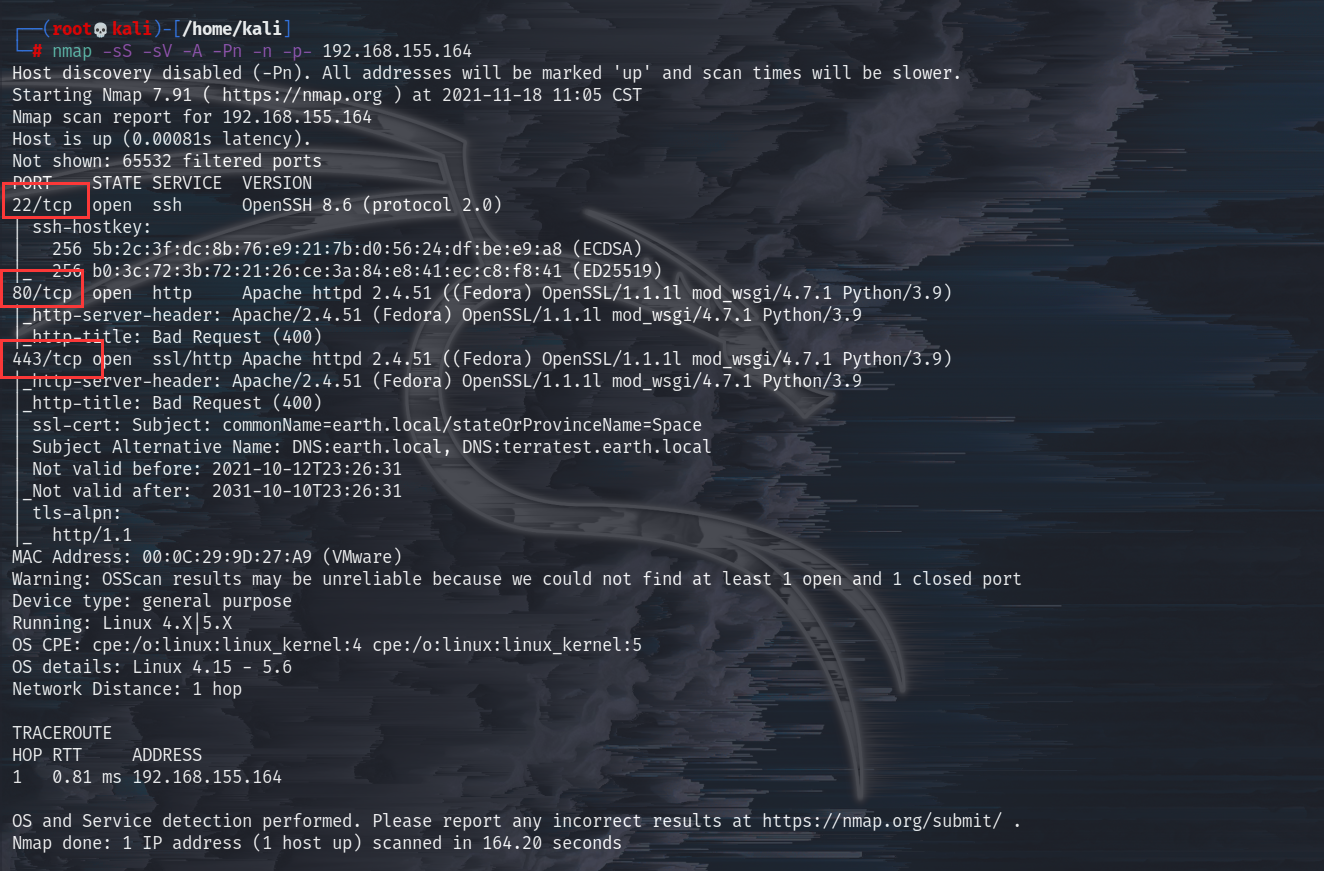 ┌──(root💀kali)-[/home/kali]
└─# nmap -sS -sV -A -Pn -n -p- 192.168.155.164
Host discovery disabled (-Pn). All addresses will be marked 'up' and scan times will be slower.
Starting Nmap 7.91 ( https://nmap.org ) at 2021-11-18 11:05 CST
Nmap scan report for 192.168.155.164
Host is up (0.00081s latency).
Not shown: 65532 filtered ports
PORT    STATE SERVICE  VERSION
22/tcp  open  ssh      OpenSSH 8.6 (protocol 2.0)
| ssh-hostkey:
|   256 5b:2c:3f:dc:8b:76:e9:21:7b:d0:56:24:df:be:e9:a8 (ECDSA)
|_  256 b0:3c:72:3b:72:21:26:ce:3a:84:e8:41:ec:c8:f8:41 (ED25519)
80/tcp  open  http     Apache httpd 2.4.51 ((Fedora) OpenSSL/1.1.1l mod_wsgi/4.7.1 Python/3.9)
|_http-server-header: Apache/2.4.51 (Fedora) OpenSSL/1.1.1l mod_wsgi/4.7.1 Python/3.9
|_http-title: Bad Request (400)
443/tcp open  ssl/http Apache httpd 2.4.51 ((Fedora) OpenSSL/1.1.1l mod_wsgi/4.7.1 Python/3.9)
|_http-server-header: Apache/2.4.51 (Fedora) OpenSSL/1.1.1l mod_wsgi/4.7.1 Python/3.9
|_http-title: Bad Request (400)
| ssl-cert: Subject: commonName=earth.local/stateOrProvinceName=Space
| Subject Alternative Name: DNS:earth.local, DNS:terratest.earth.local
| Not valid before: 2021-10-12T23:26:31
|_Not valid after:  2031-10-10T23:26:31
| tls-alpn:
|_  http/1.1
MAC Address: 00:0C:29:9D:27:A9 (VMware)
Warning: OSScan results may be unreliable because we could not find at least 1 open and 1 closed port
Device type: general purpose
Running: Linux 4.X|5.X
OS CPE: cpe:/o:linux:linux_kernel:4 cpe:/o:linux:linux_kernel:5
OS details: Linux 4.15 - 5.6
Network Distance: 1 hop

TRACEROUTE
HOP RTT     ADDRESS
1   0.81 ms 192.168.155.164

OS and Service detection performed. Please report any incorrect results at https://nmap.org/submit/ .
Nmap done: 1 IP address (1 host up) scanned in 164.20 seconds